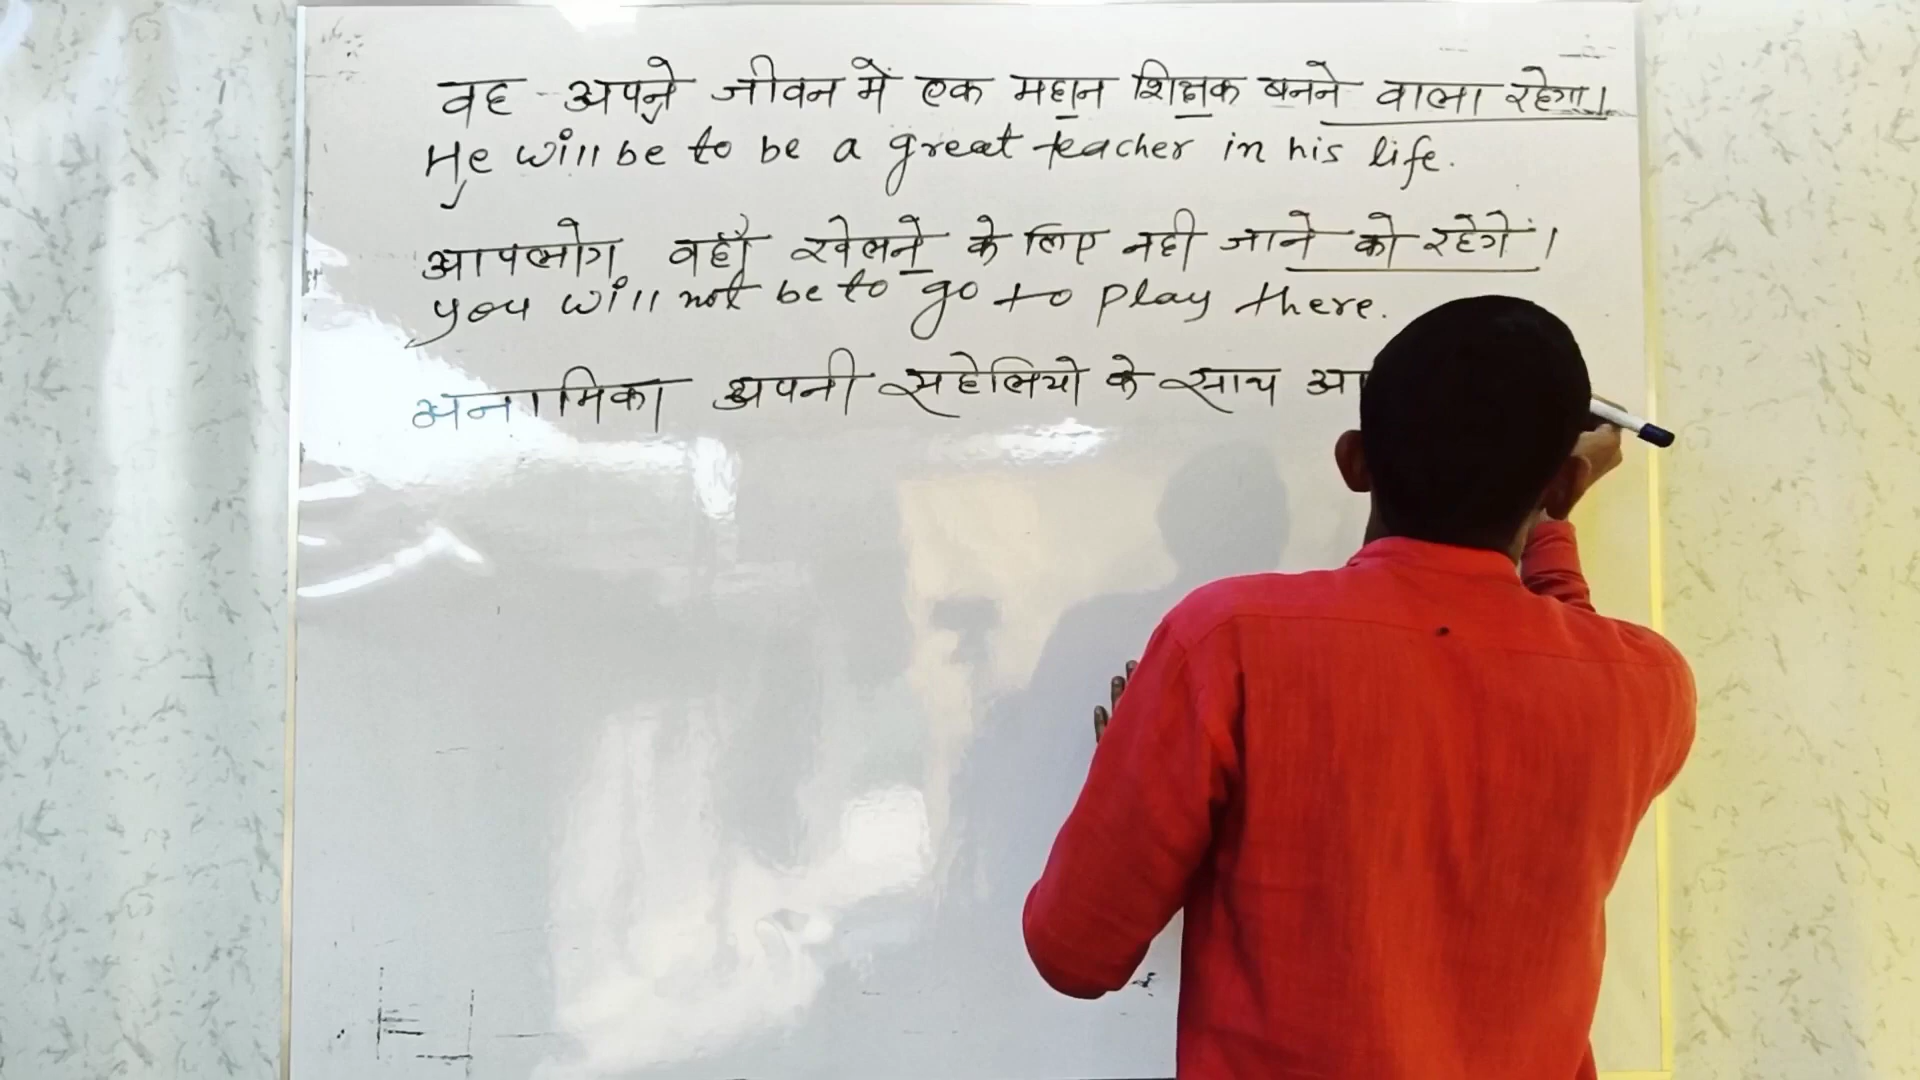 वह अपने जीवन में एक महान शिक्षक बनने वाला रहेगा।
He will be to be a great teacher in his life.
आपलोग वहाँ खेलने के लिए नही जाने को रहेंगे।
you will not be to go to play there.
अनामिका अपनी सहेलियो के साथ